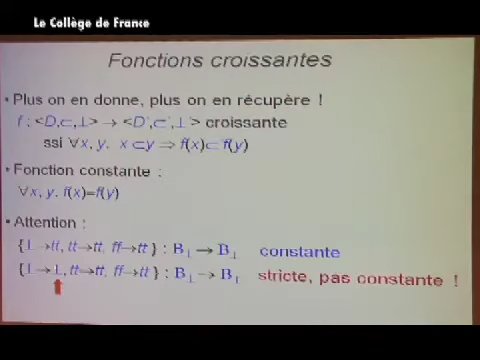 Le Collège de France
Fonctions croissantes
• Plus on en donne, plus on en récupère !
f : <D,⊂,⊥> → <D',⊂',⊥'> croissante
ssi ∀x, y. x ⊂ y ⇒ f(x) ⊂ f(y)
• Fonction constante :
∀x, y. f(x)=f(y)
• Attention :
{⊥→tt, tt→tt, ff→tt } : B⊥ → B⊥ constante
{⊥→⊥, tt→tt, ff→tt } : B⊥ → B⊥ stricte, pas constante !